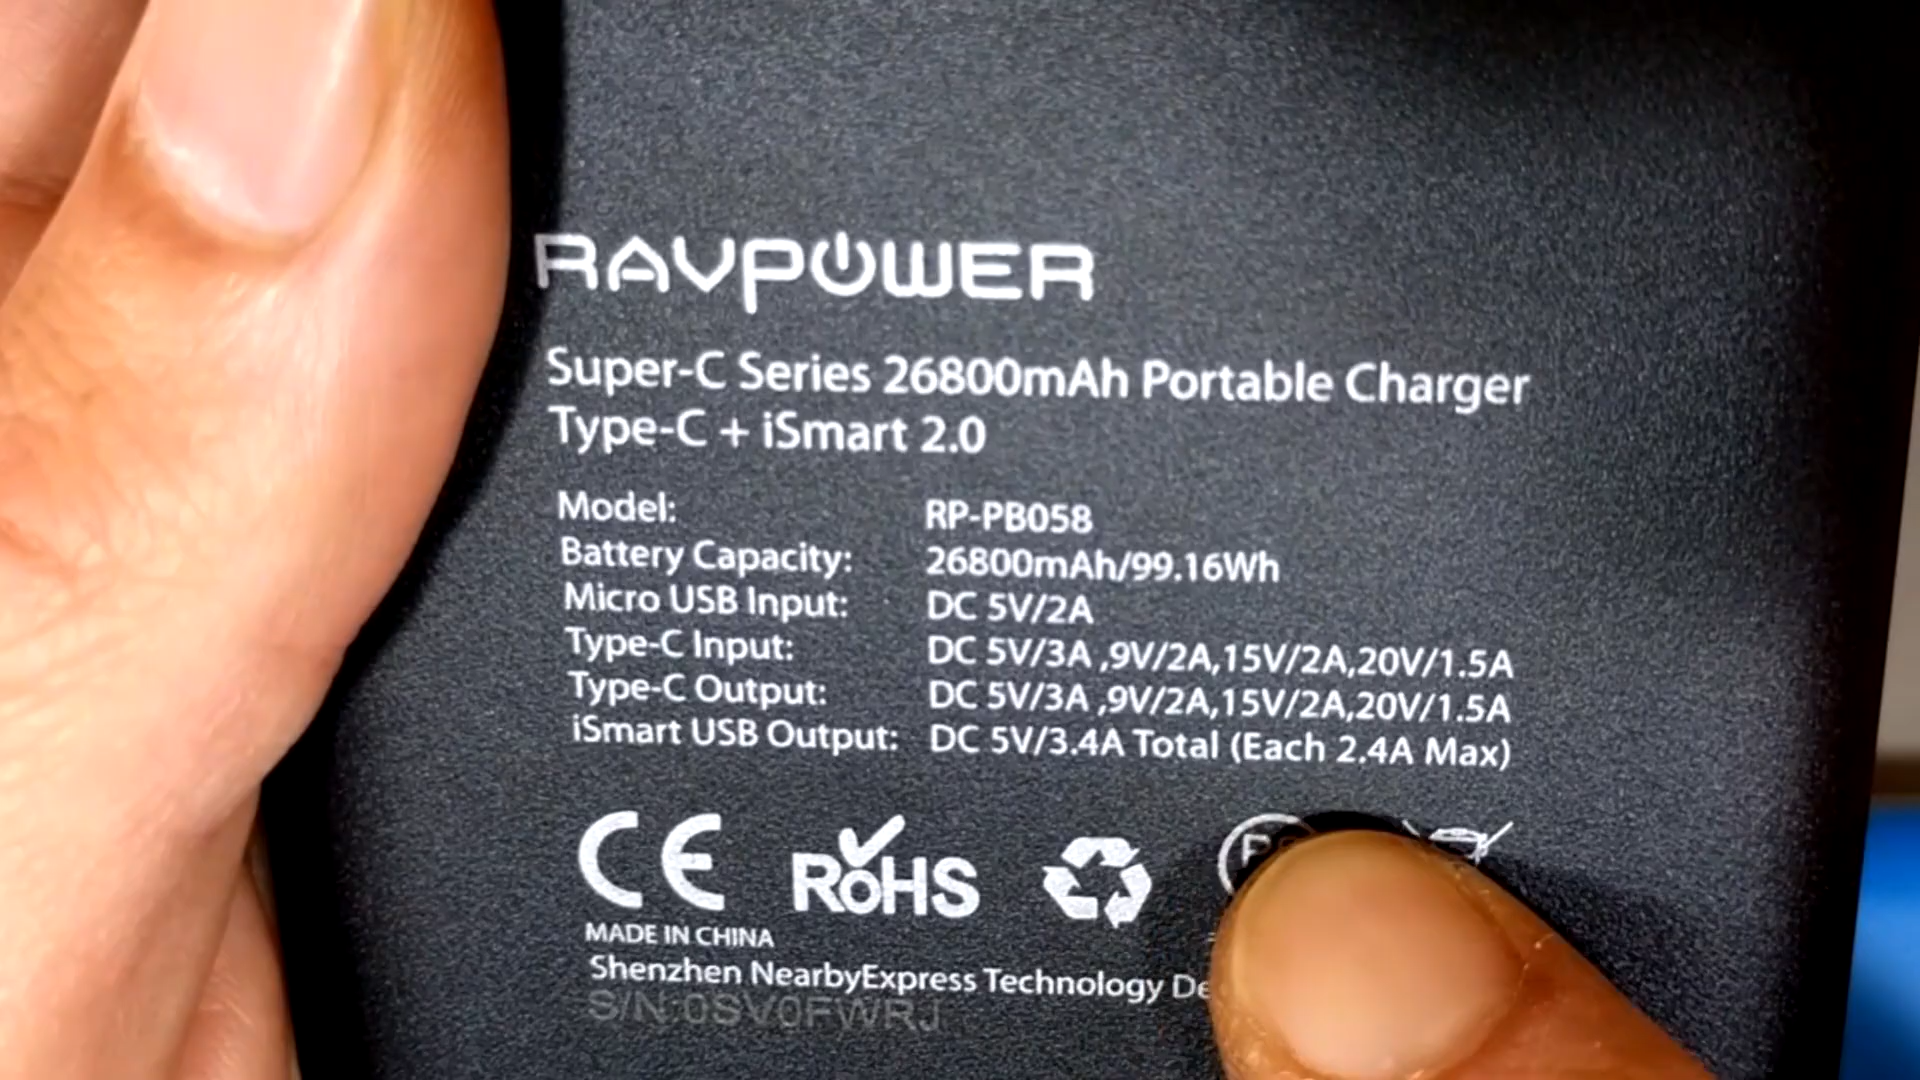 RAVPOWER
Super-C Series 26800mAh Portable Charger
Type-C + iSmart 2.0
Model: RP-PB058
Battery Capacity: 26800mAh/99.16Wh
Micro USB Input: DC 5V/2A
Type-C Input: DC 5V/3A ,9V/2A,15V/2A,20V/1.5A
Type-C Output: DC 5V/3A ,9V/2A,15V/2A,20V/1.5A
iSmart USB Output: DC 5V/3.4A Total (Each 2.4A Max)
CE RoHS
MADE IN CHINA
Shenzhen NearbyExpress Technology De
S/N:0SV0FWRJ